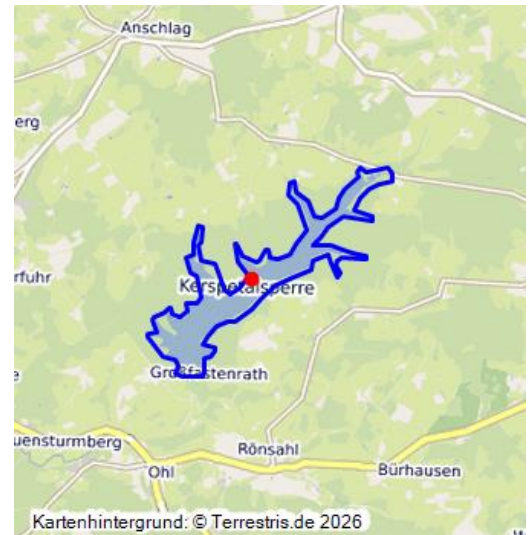 Anschlag
erg
rfuhr
Kerspetalsperre
e
Großfastenrath
uensturmberg
Rönsahl
Ohl
Bürhausen
Kartenhintergrund: © Terrestris.de 2026